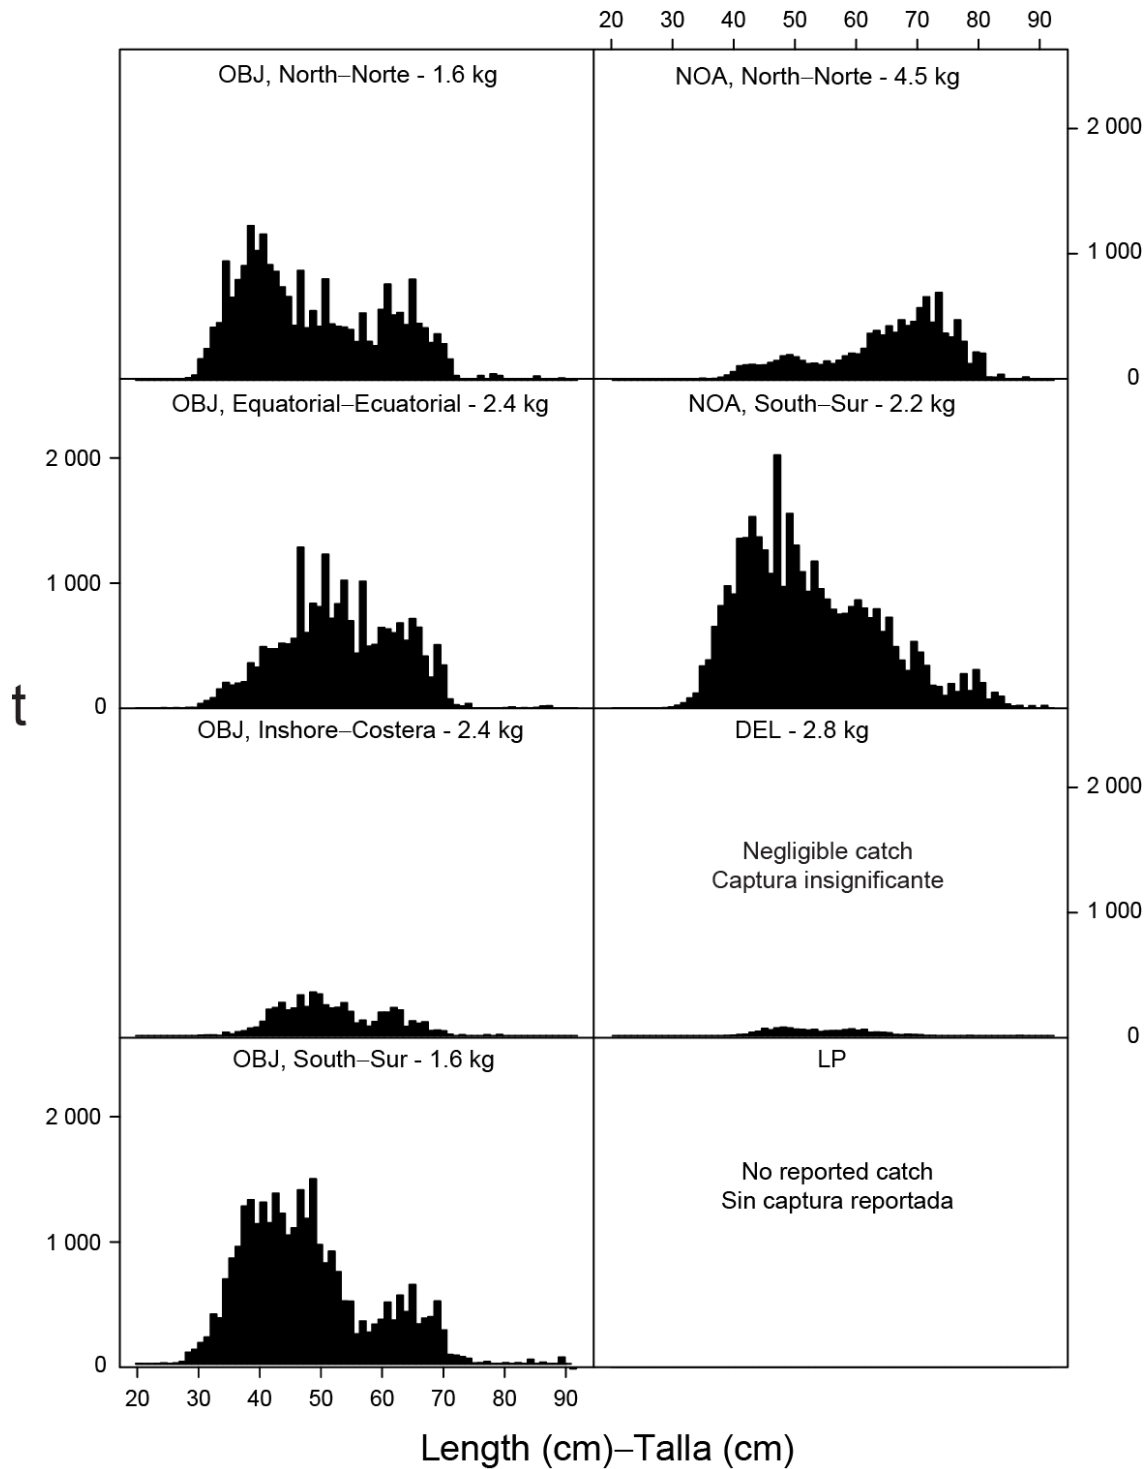 20 30 40 50 60 70 80 90
OBJ, North–Norte - 1.6 kg
NOA, North–Norte - 4.5 kg
2 000
1 000
0
OBJ, Equatorial–Ecuatorial - 2.4 kg
NOA, South–Sur - 2.2 kg
2 000
1 000
0
t
OBJ, Inshore–Costera - 2.4 kg
DEL - 2.8 kg
Negligible catch
Captura insignificante
2 000
1 000
0
OBJ, South–Sur - 1.6 kg
LP
No reported catch
Sin captura reportada
2 000
1 000
0
20 30 40 50 60 70 80 90
Length (cm)–Talla (cm)